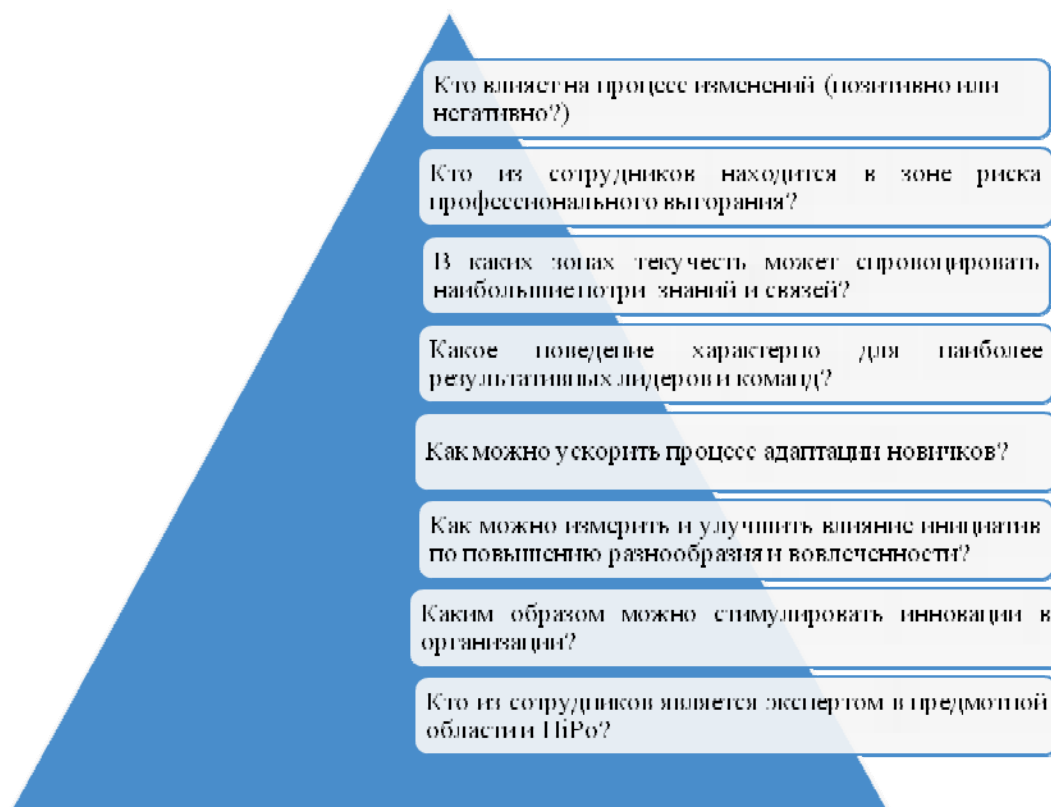 Кто влияет на процесс изменений (позитивно или
негативно?)
Кто из сотрудников находится в зоне риска
профессионального выгорания?
В каких зонах текучесть может спровоцировать
наибольшие потри знаний и связей?
Какое поведение характерно для наиболее
результативных лидеров и команд?
Как можно ускорить процесс адаптации новичков?
Как можно измерить и улучшить влияние инициатив
по повышению разнообразия и вовлеченности?
Каким образом можно стимулировать инновации в
организации?
Кто из сотрудников является экспертом в предмотной
области и HiPo?